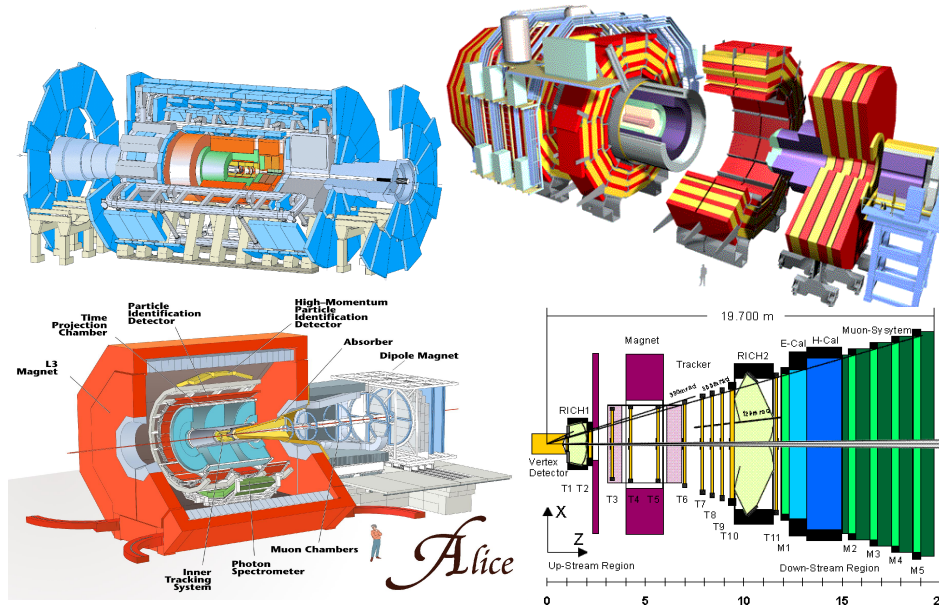 High-Momentum
Particle
Identification
Detector
Particle
Identification
Detector
Time
Projection
Chamber
Absorber
Dipole Magnet
L3
Magnet
Muon Chambers
Photon
Spectrometer
Inner
Tracking
System
Alice
19.700 m
Muon-Sysytem
Magnet
H-Cal
E-Cal
RICH2
Tracker
RICH1
Vertex
Detector
T1 T2
T3
T4
T5
T6
T7
T8
T9
T10
T11
M1
M2
M3
M4
M5
X
Z
Up-Stream Region
Down-Stream Region
0
5
10
15